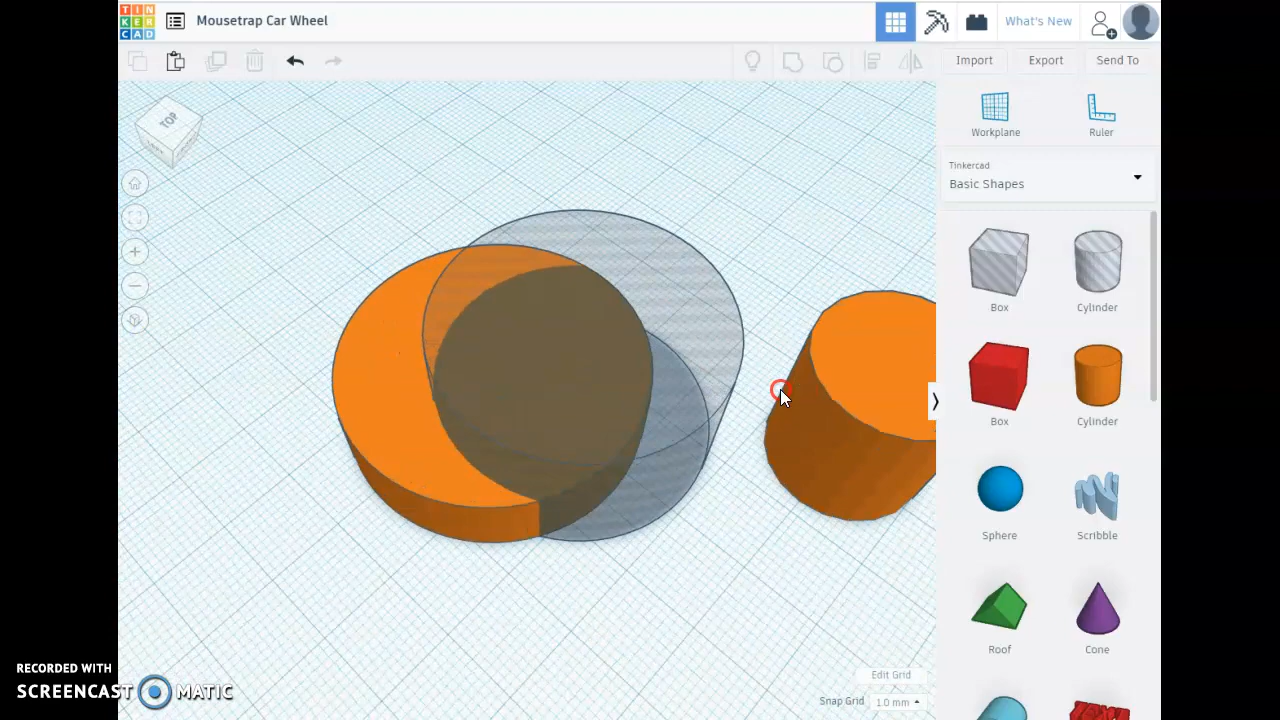 TIN
KER
CAD
Mousetrap Car Wheel
What's New
Import
Export
Send To
TOP
Workplane
Ruler
Tinkercad
Basic Shapes
Box
Cylinder
Box
Cylinder
Sphere
Scribble
Roof
Cone
Edit Grid
Snap Grid 1.0 mm
RECORDED WITH
SCREENCAST MATIC